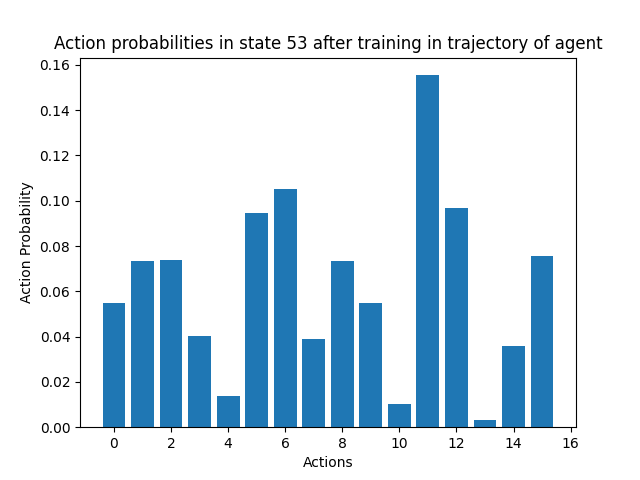 Action probabilities in state 53 after training in trajectory of agent
0.16
0.14
0.12
0.10
0.08
0.06
0.04
0.02
0.00
Action Probability
0 2 4 6 8 10 12 14 16
Actions